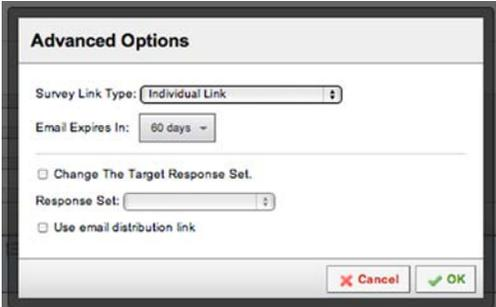 Advanced Options
Survey Link Type: Individual Link
Email Expires In: 60 days
Change The Target Response Set.
Response Set:
Use email distribution link
Cancel OK